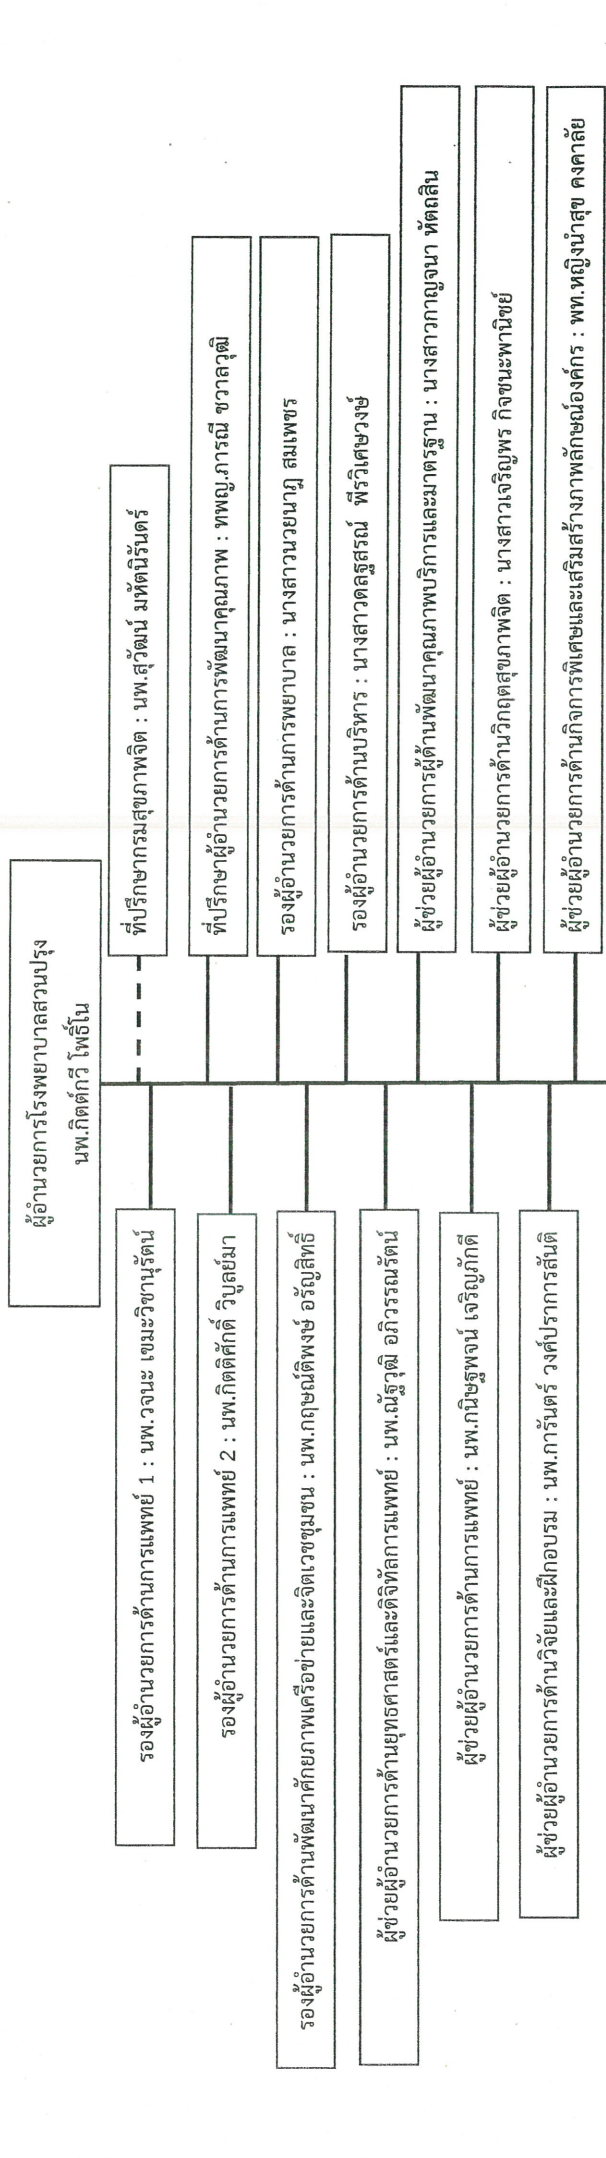 ผู้อำนวยการโรงพยาบาลสวนปรุง
นพ.กิตต์กวี โพธิ์โน
รองผู้อำนวยการด้านการแพทย์ 1 : นพ.วจนะ เขมะวิชานุรัตน์
รองผู้อำนวยการด้านการแพทย์ 2 : นพ.กิตติศักดิ์ วิบูลย์มา
รองผู้อำนวยการด้านพัฒนาศักยภาพเครือข่ายและจิตเวชชุมชน : นพ.กฤษณ์ติพงษ์ อรัญสิทธิ์
ผู้ช่วยผู้อำนวยการด้านยุทธศาสตร์และดิจิทัลการแพทย์ : นพ.ณัฐวุฒิ อภิวรรณรัตน์
ผู้ช่วยผู้อำนวยการด้านการแพทย์ : นพ.กนิษฐพจน์ เจริญภักดี
ผู้ช่วยผู้อำนวยการด้านวิจัยและฝึกอบรม : นพ.การันตร์ วงศ์ปราการสันติ
ที่ปรึกษากรมสุขภาพจิต : นพ.สุวัฒน์ มหัตนิรันดร์
ที่ปรึกษาผู้อำนวยการด้านการพัฒนาคุณภาพ : ทพญ.ภารณี ชวาลวุฒิ
รองผู้อำนวยการด้านการพยาบาล : นางสาวนวยนาฏ สมเพชร
รองผู้อำนวยการด้านบริหาร : นางสาวดลฐสรณ์ พีรวิเศษวงษ์
ผู้ช่วยผู้อำนวยการผู้ด้านพัฒนาคุณภาพบริการและมาตรฐาน : นางสาวกาญจนา หัตถสิน
ผู้ช่วยผู้อำนวยการด้านวิกฤตสุขภาพจิต : นางสาวเจริญพร กิจชนะพานิชย์
ผู้ช่วยผู้อำนวยการด้านกิจการพิเศษและเสริมสร้างภาพลักษณ์องค์กร : พท.หญิงนำสุข คงคาลัย